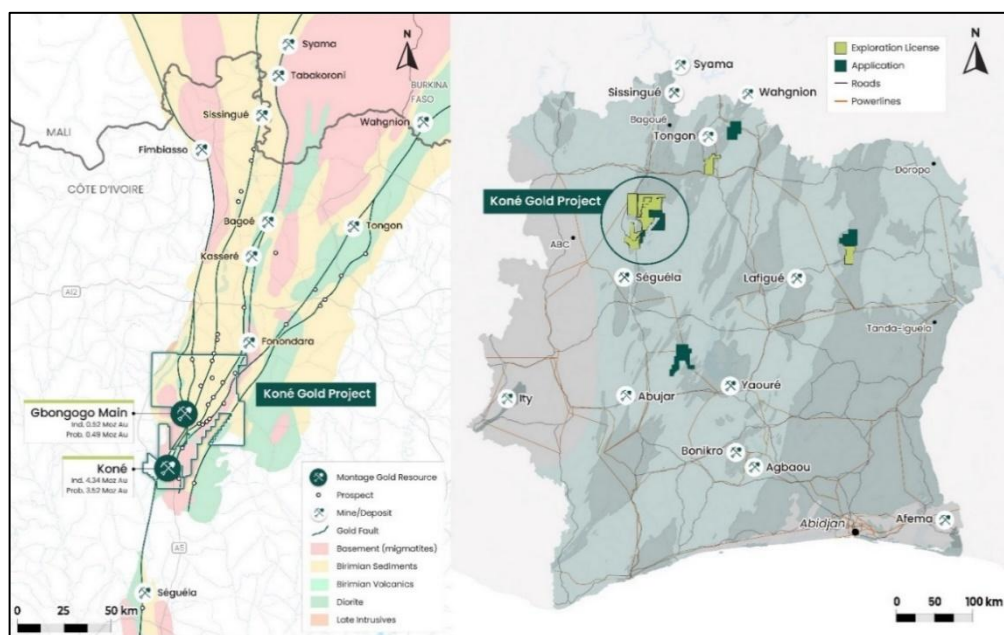 N
Syama
Tabakoroni
BURKINA
FASO
Sissingué
Wahgnion
MALI
Fimbiasso
CÔTE D'IVOIRE
Bagoé
Tongon
Kasseré
A12
Fonondara
Koné Gold Project
Gbongogo Main
Ind. 0.52 Moz Au
Prob. 0.49 Moz Au
Koné
Ind. 4.34 Moz Au
Prob. 3.52 Moz Au
A5
Séguéla
0 25 50 km
Montage Gold Resource
Prospect
Mine/Deposit
Gold Fault
Basement (migmatites)
Birimian Sediments
Birimian Volcanics
Diorite
Late Intrusives
N
Exploration License
Application
Roads
Powerlines
Syama
Sissingué
Wahgnion
Bagoué
Tongon
Doropo
Koné Gold Project
ABC
Séguéla
Lafigué
Tanda-Iguela
Ity
Abujar
Yaouré
Bonikro
Agbaou
Abidjan
Afema
0 25 50 100 km